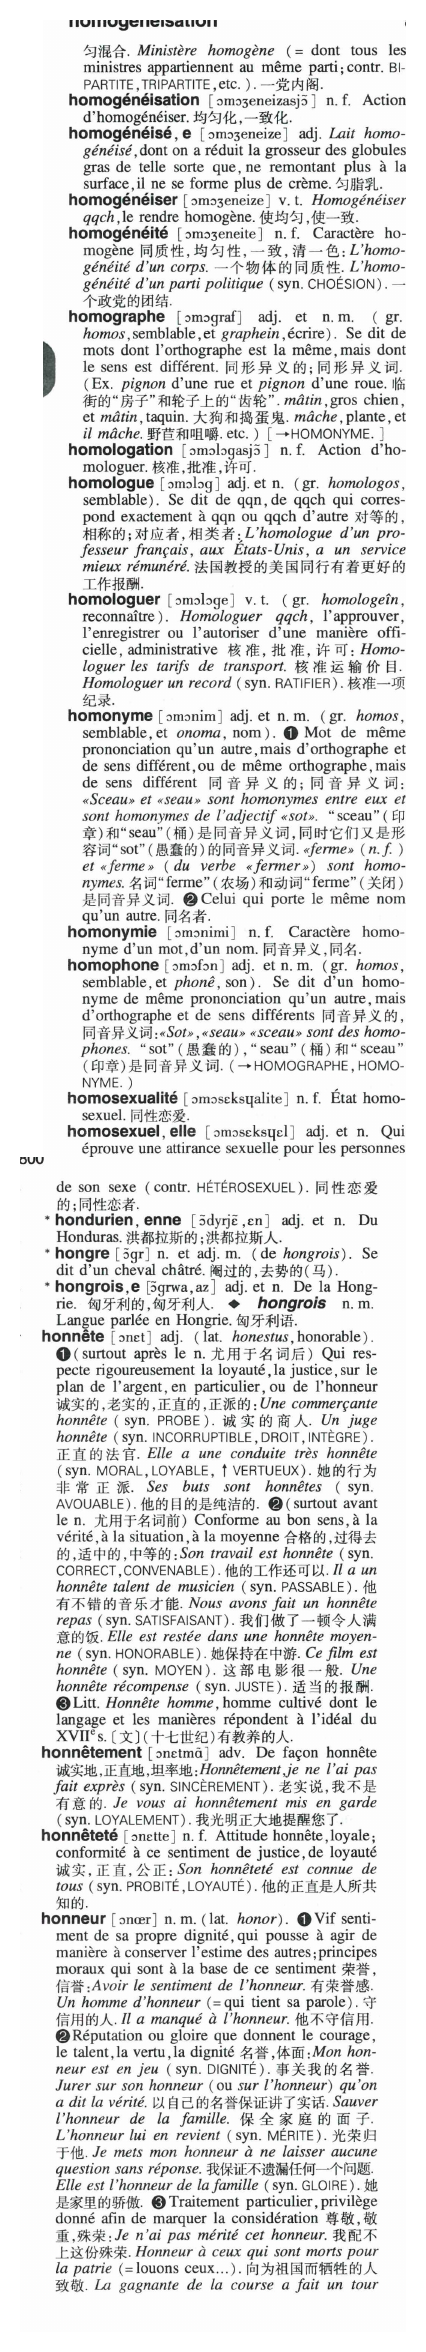 homogénéisation
匀混合. Ministère homogène ( = dont tous les
ministres appartiennent au même parti; contr. BI-
PARTITE, TRIPARTITE, etc. ). 一党内阁.
homogénéisation [ɔmɔʒeneizasjɔ̃] n. f. Action
d'homogénéiser. 均匀化,一致化.
homogénéisé, e [ɔmɔʒeneize] adj. Lait homo-
généisé, dont on a réduit la grosseur des globules
gras de telle sorte que, ne remontant plus à la
surface, il ne se forme plus de crème. 匀脂乳.
homogénéiser [ɔmɔʒeneize] v. t. Homogénéiser
qqch, le rendre homogène. 使均匀,使一致.
homogénéité [ɔmɔʒeneite] n. f. Caractère ho-
mogène 同质性,均匀性,一致,清一色: L'homo-
généité d'un corps. 一个物体的同质性. L'homo-
généité d'un parti politique ( syn. CHOÉSION ). 一
个政党的团结.
homographe [ɔmɔgraf] adj. et n. m. ( gr.
homos, semblable, et graphein, écrire). Se dit de
mots dont l'orthographe est la même, mais dont
le sens est différent. 同形异义的;同形异义词.
( Ex. pignon d'une rue et pignon d'une roue. 临
街的“房子”和轮子上的“齿轮”. mâtin, gros chien,
et mâtin, taquin. 大狗和捣蛋鬼. mâche, plante, et
il mâche. 野苣和咀嚼. etc. ) [→HOMONYME. ]
homologation [ɔmɔlɔgasjɔ̃] n. f. Action d'ho-
mologuer. 核准,批准,许可.
homologue [ɔmɔlɔg] adj. et n. ( gr. homologos,
semblable). Se dit de qqn, de qqch qui corres-
pond exactement à qqn ou qqch d'autre 对等的,
相称的;对应者,相类者: L'homologue d'un pro-
fesseur français, aux États-Unis, a un service
mieux rémunéré. 法国教授的美国同行有着更好的
工作报酬.
homologuer [ɔmɔlɔge] v. t. ( gr. homologeîn,
reconnaître ). Homologuer qqch, l'approuver,
l'enregistrer ou l'autoriser d'une manière offi-
cielle, administrative 核准,批准,许可: Homo-
loguer les tarifs de transport. 核准运输价目.
Homologuer un record ( syn. RATIFIER ). 核准一项
纪录.
homonyme [ɔmɔnim] adj. et n. m. ( gr. homos,
semblable, et onoma, nom ). ❶ Mot de même
prononciation qu'un autre, mais d'orthographe et
de sens différent, ou de même orthographe, mais
de sens différent 同音异义的;同音异义词:
«Sceau» et «seau» sont homonymes entre eux et
sont homonymes de l'adjectif «sot». “sceau”(印
章)和“seau”(桶)是同音异义词,同时它们又是形
容词“sot”(愚蠢的)的同音异义词. «ferme» ( n. f. )
et «ferme» ( du verbe «fermer») sont homo-
nymes. 名词“ferme”(农场)和动词“ferme”(关闭)
是同音异义词. ❷ Celui qui porte le même nom
qu'un autre. 同名者.
homonymie [ɔmɔnimi] n. f. Caractère homo-
nyme d'un mot, d'un nom. 同音异义,同名.
homophone [ɔmɔfɔn] adj. et n. m. ( gr. homos,
semblable, et phonê, son ). Se dit d'un homo-
nyme de même prononciation qu'un autre, mais
d'orthographe et de sens différents 同音异义的,
同音异义词:«Sot», «seau» «sceau» sont des homo-
phones. “sot”(愚蠢的),“seau”(桶)和“sceau”
(印章)是同音异义词. (→HOMOGRAPHE, HOMO-
NYME. )
homosexualité [ɔmɔsɛksɥalite] n. f. État homo-
sexuel. 同性恋爱.
homosexuel, elle [ɔmɔsɛksɥɛl] adj. et n. Qui
éprouve une attirance sexuelle pour les personnes
de son sexe ( contr. HÉTÉROSEXUEL ). 同性恋爱
的;同性恋者.
* hondurien, enne [ɔ̃dyrjɛ̃, ɛn] adj. et n. Du
Honduras. 洪都拉斯的;洪都拉斯人.
* hongre [ɔ̃gr] n. et adj. m. ( de hongrois ). Se
dit d'un cheval châtré. 阉过的,去势的(马).
* hongrois, e [ɔ̃grwa, az] adj. et n. De la Hong-
rie. 匈牙利的,匈牙利人. ◆ hongrois n. m.
Langue parlée en Hongrie. 匈牙利语.
honnête [ɔnɛt] adj. ( lat. honestus, honorable ).
❶ ( surtout après le n. 尤用于名词后) Qui res-
pecte rigoureusement la loyauté, la justice, sur le
plan de l'argent, en particulier, ou de l'honneur
诚实的,老实的,正直的,正派的: Une commerçante
honnête ( syn. PROBE ). 诚实的商人. Un juge
honnête ( syn. INCORRUPTIBLE, DROIT, INTÈGRE ).
正直的法官. Elle a une conduite très honnête
( syn. MORAL, LOYABLE, ↑ VERTUEUX ). 她的行为
非常正派. Ses buts sont honnêtes ( syn.
AVOUABLE ). 他的目的是纯洁的. ❷ ( surtout avant
le n. 尤用于名词前) Conforme au bon sens, à la
vérité, à la situation, à la moyenne 合格的,过得去
的,适中的,中等的: Son travail est honnête ( syn.
CORRECT, CONVENABLE ). 他的工作还可以. Il a un
honnête talent de musicien ( syn. PASSABLE ). 他
有不错的音乐才能. Nous avons fait un honnête
repas ( syn. SATISFAISANT ). 我们做了一顿令人满
意的饭. Elle est restée dans une honnête moyen-
ne ( syn. HONORABLE ). 她保持在中游. Ce film est
honnête ( syn. MOYEN ). 这部电影很一般. Une
honnête récompense ( syn. JUSTE ). 适当的报酬.
❸ Litt. Honnête homme, homme cultivé dont le
langage et les manières répondent à l'idéal du
XVIIe s. 〔文〕(十七世纪)有教养的人.
honnêtement [ɔnɛtmɑ̃] adv. De façon honnête
诚实地,正直地,坦率地: Honnêtement, je ne l'ai pas
fait exprès ( syn. SINCÈREMENT ). 老实说,我不是
有意的. Je vous ai honnêtement mis en garde
( syn. LOYALEMENT ). 我光明正大地提醒您了.
honnêteté [ɔnɛtte] n. f. Attitude honnête, loyale;
conformité à ce sentiment de justice, de loyauté
诚实,正直,公正: Son honnêteté est connue de
tous ( syn. PROBITÉ, LOYAUTÉ ). 他的正直是人所共
知的.
honneur [ɔnœr] n. m. ( lat. honor ). ❶ Vif senti-
ment de sa propre dignité, qui pousse à agir de
manière à conserver l'estime des autres; principes
moraux qui sont à la base de ce sentiment 荣誉,
信誉: Avoir le sentiment de l'honneur. 有荣誉感.
Un homme d'honneur ( = qui tient sa parole ). 守
信用的人. Il a manqué à l'honneur. 他不守信用.
❷ Réputation ou gloire que donnent le courage,
le talent, la vertu, la dignité 名誉,体面: Mon hon-
neur est en jeu ( syn. DIGNITÉ ). 事关我的名誉.
Jurer sur son honneur ( ou sur l'honneur) qu'on
a dit la vérité. 以自己的名誉保证讲了实话. Sauver
l'honneur de la famille. 保全家庭的面子.
L'honneur lui en revient ( syn. MÉRITE ). 光荣归
于他. Je mets mon honneur à ne laisser aucune
question sans réponse. 我保证不遗漏任何一个问题.
Elle est l'honneur de la famille ( syn. GLOIRE ). 她
是家里的骄傲. ❸ Traitement particulier, privilège
donné afin de marquer la considération 尊敬,敬
重,殊荣: Je n'ai pas mérité cet honneur. 我配不
上这份殊荣. Honneur à ceux qui sont morts pour
la patrie ( = louons ceux... ). 向为祖国而牺牲的人
致敬. La gagnante de la course a fait un tour